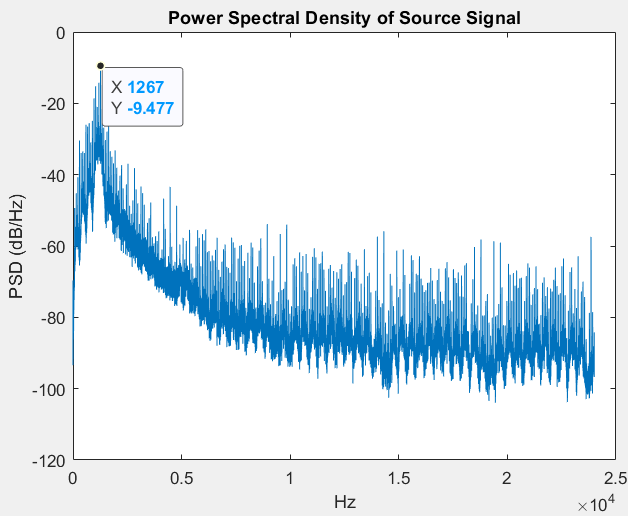 Power Spectral Density of Source Signal
0
-20
-40
-60
-80
-100
-120
PSD (dB/Hz)
X 1267
Y -9.477
0 0.5 1 1.5 2 2.5
Hz
×10^4